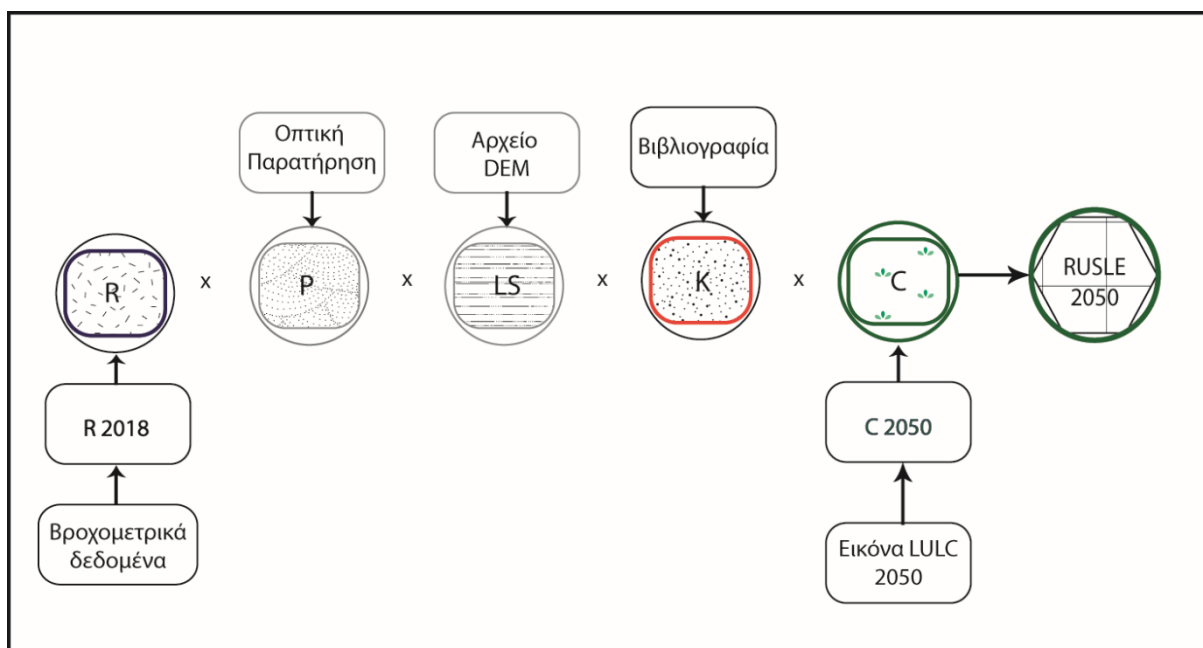 Οπτική
Παρατήρηση
Αρχείο
DEM
Βιβλιογραφία
R
x
P
x
LS
x
K
x
C
RUSLE
2050
R 2018
C 2050
Βροχομετρικά
δεδομένα
Εικόνα LULC
2050